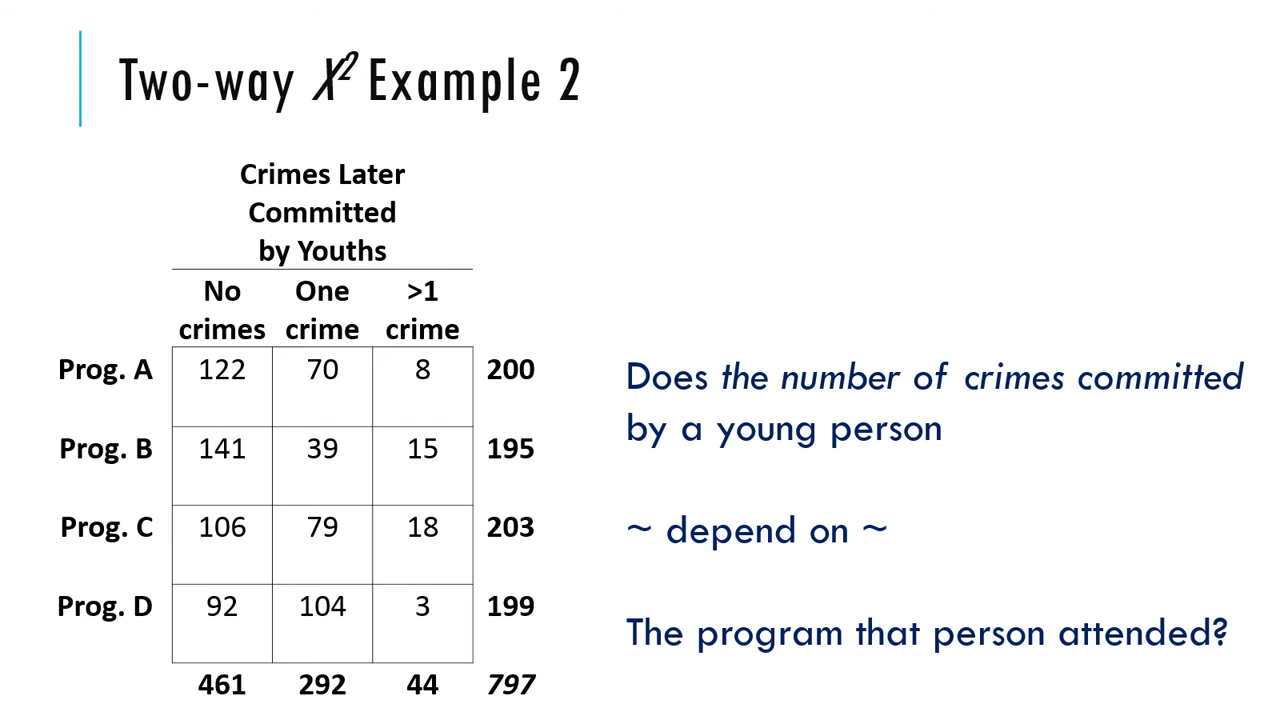 Two-way X² Example 2
Crimes Later
Committed
by Youths
No One >1
crimes crime crime
Prog. A 122 70 8 200
Prog. B 141 39 15 195
Prog. C 106 79 18 203
Prog. D 92 104 3 199
461 292 44 797
Does the number of crimes committed
by a young person
~ depend on ~
The program that person attended?